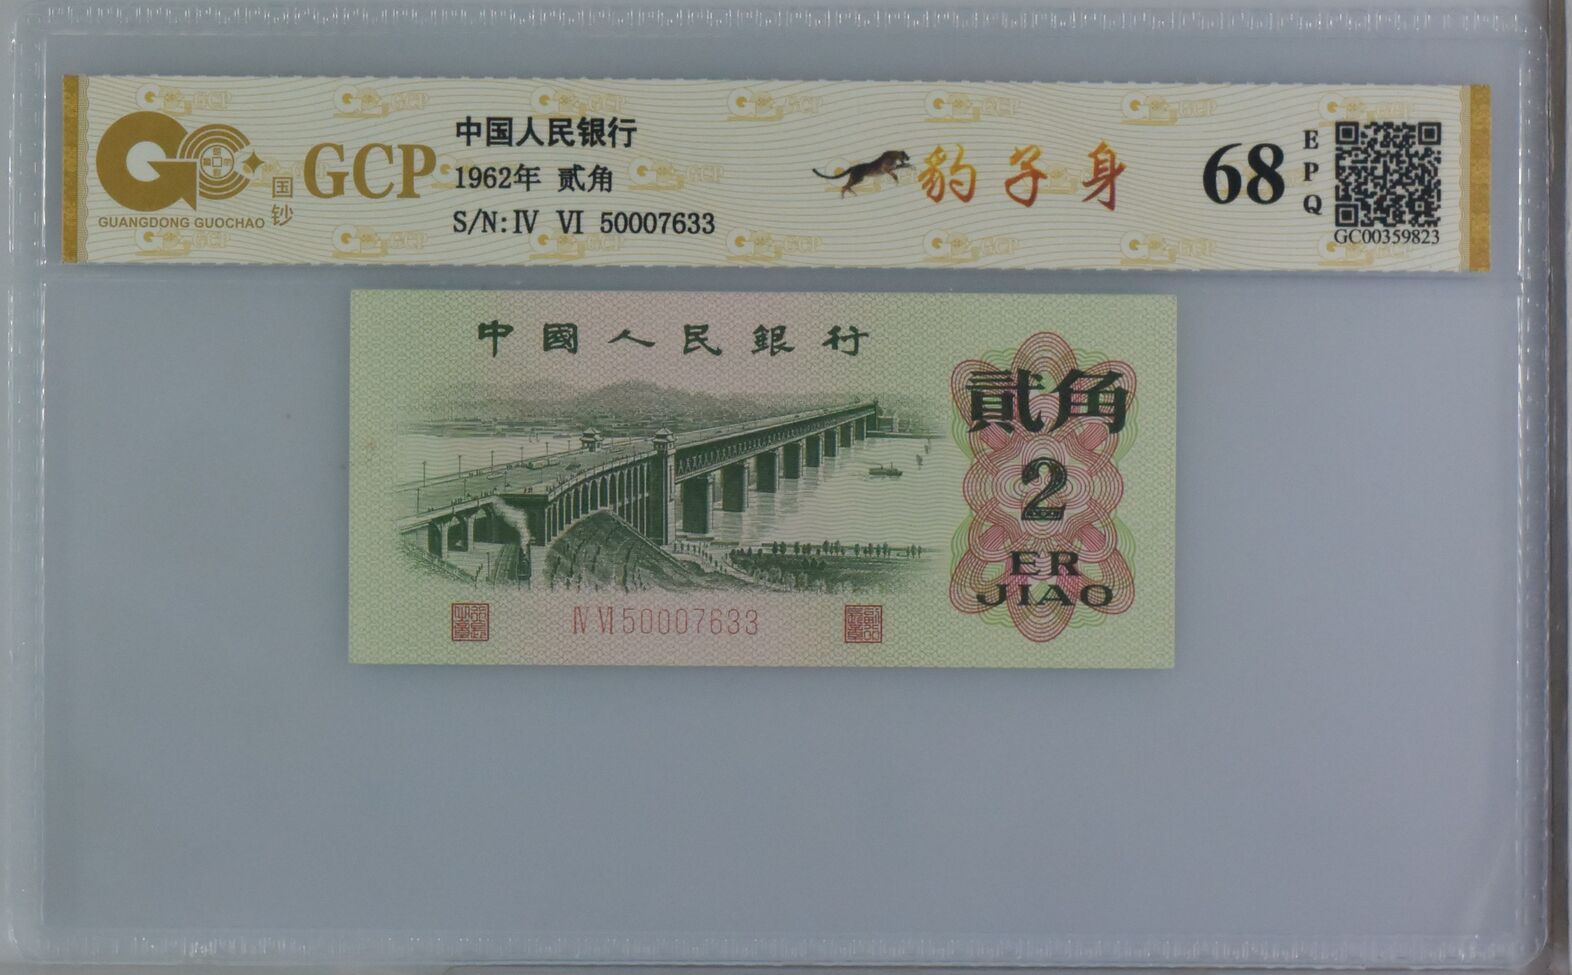 GCP
国钞
GUANGDONG GUOCHAO
中国人民银行
1962年 贰角
S/N:Ⅳ Ⅵ 50007633
豹子身
68
EPQ
GC00359823
中國人民銀行
貳角
2
ER
JIAO
Ⅳ Ⅵ 50007633